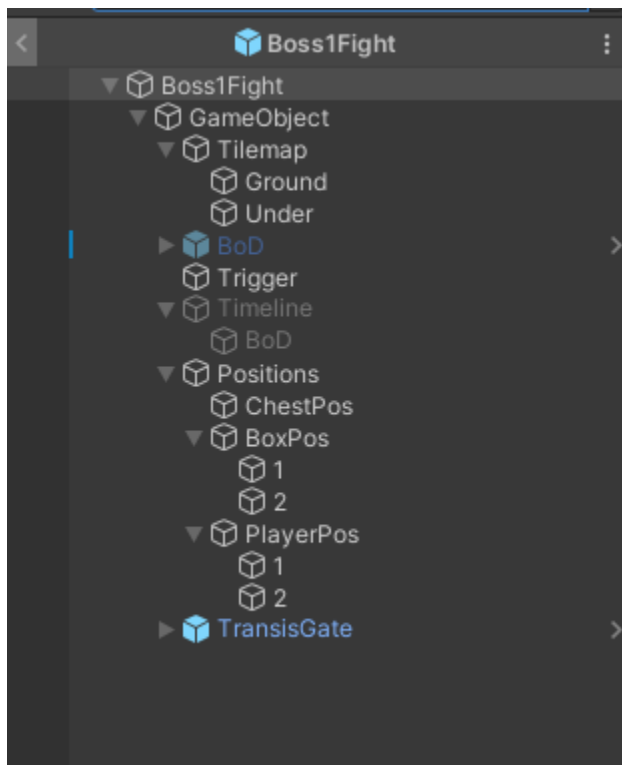 Boss1Fight
Boss1Fight
GameObject
Tilemap
Ground
Under
BoD
Trigger
Timeline
BoD
Positions
ChestPos
BoxPos
1
2
PlayerPos
1
2
TransisGate